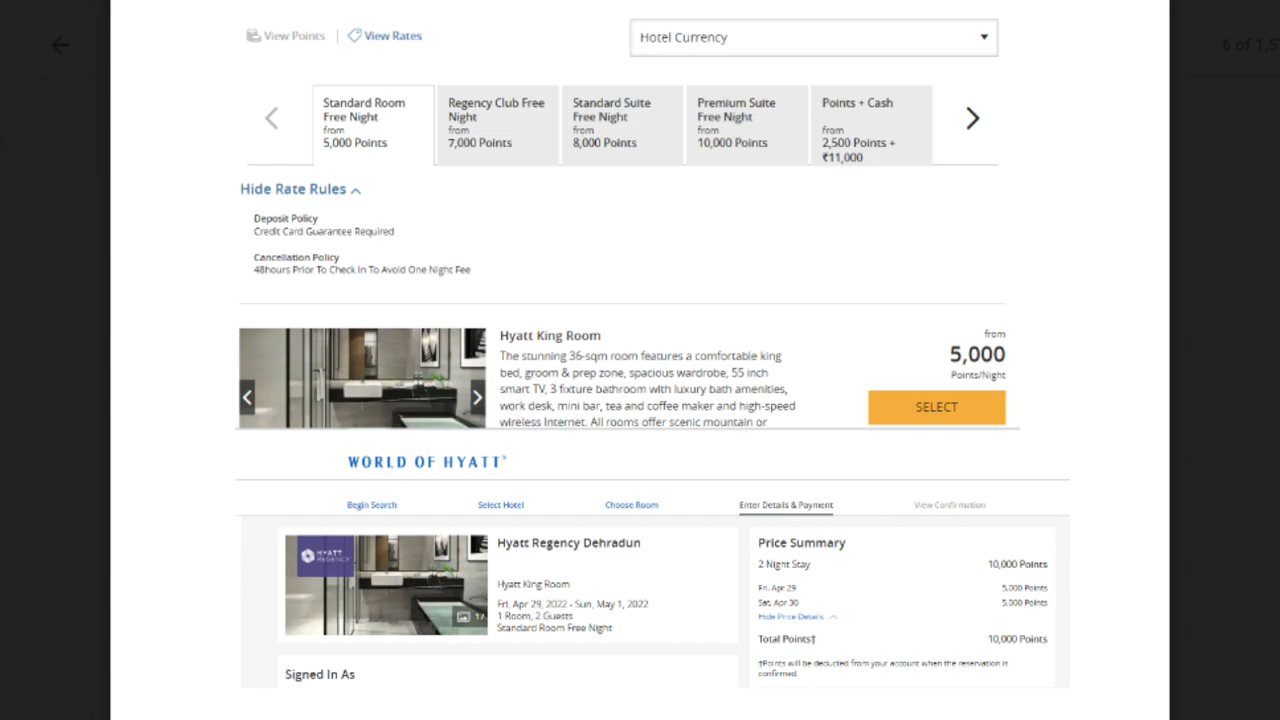 6 of 1,5
View Points | View Rates
Hotel Currency
Standard Room
Free Night
from
5,000 Points
Regency Club Free
Night
from
7,000 Points
Standard Suite
Free Night
from
8,000 Points
Premium Suite
Free Night
from
10,000 Points
Points + Cash
from
2,500 Points +
₹11,000
Hide Rate Rules
Deposit Policy
Credit Card Guarantee Required
Cancellation Policy
48hours Prior To Check In To Avoid One Night Fee
Hyatt King Room
The stunning 36-sqm room features a comfortable king
bed, groom & prep zone, spacious wardrobe, 55 inch
smart TV, 3 fixture bathroom with luxury bath amenities,
work desk, mini bar, tea and coffee maker and high-speed
wireless Internet. All rooms offer scenic mountain or
from
5,000
Points/Night
SELECT
WORLD OF HYATT
Begin Search
Select Hotel
Choose Room
Enter Details & Payment
View Confirmation
HYATT
REGENCY
Hyatt Regency Dehradun
Hyatt King Room
Fri, Apr 29, 2022 - Sun, May 1, 2022
1 Room, 2 Guests
Standard Room Free Night
Signed In As
Price Summary
2 Night Stay 10,000 Points
Fri, Apr 29 5,000 Points
Sat, Apr 30 5,000 Points
Hide Price Details
Total Points† 10,000 Points
†Points will be deducted from your account when the reservation is
confirmed.